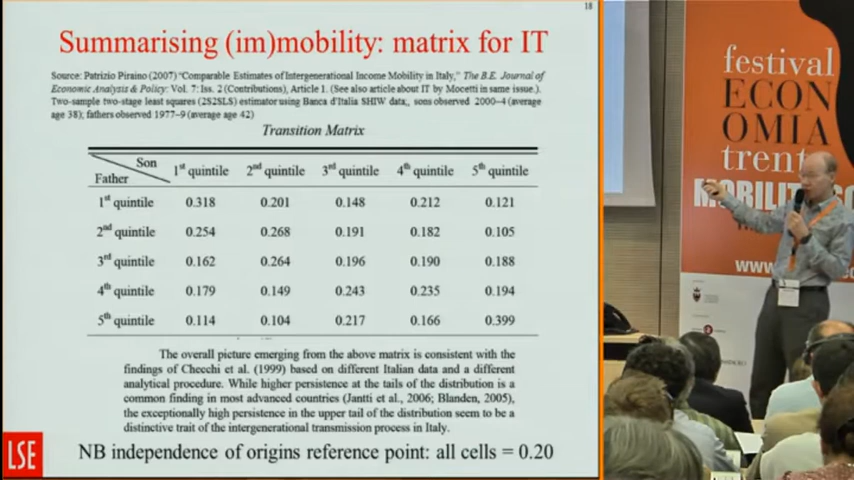 18
Summarising (im)mobility: matrix for IT
Source: Patrizio Piraino (2007) "Comparable Estimates of Intergenerational Income Mobility in Italy," The B.E. Journal of
Economic Analysis & Policy: Vol. 7: Iss. 2 (Contributions), Article 1. (See also article about IT by Mocetti in same issue.).
Two-sample two-stage least squares (2S2SLS) estimator using Banca d'Italia SHIW data;, sons observed 2000–4 (average
age 38); fathers observed 1977–9 (average age 42)
Transition Matrix
Son
Father
1st quintile 2nd quintile 3rd quintile 4th quintile 5th quintile
1st quintile 0.318 0.201 0.148 0.212 0.121
2nd quintile 0.254 0.268 0.191 0.182 0.105
3rd quintile 0.162 0.264 0.196 0.190 0.188
4th quintile 0.179 0.149 0.243 0.235 0.194
5th quintile 0.114 0.104 0.217 0.166 0.399
The overall picture emerging from the above matrix is consistent with the
findings of Checchi et al. (1999) based on different Italian data and a different
analytical procedure. While higher persistence at the tails of the distribution is a
common finding in most advanced countries (Jantti et al., 2006; Blanden, 2005),
the exceptionally high persistence in the upper tail of the distribution seem to be a
distinctive trait of the intergenerational transmission process in Italy.
LSE
NB independence of origins reference point: all cells = 0.20
festival
ECON
OMIA
trent
MOBILIT
www